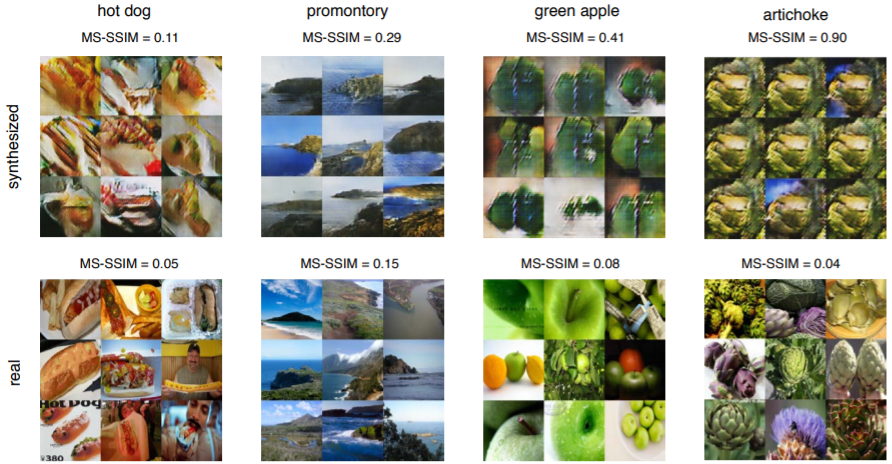 hot dog
promontory
green apple
artichoke
MS-SSIM = 0.11
MS-SSIM = 0.29
MS-SSIM = 0.41
MS-SSIM = 0.90
synthesized
MS-SSIM = 0.05
MS-SSIM = 0.15
MS-SSIM = 0.08
MS-SSIM = 0.04
real
Hot Dog
¥380